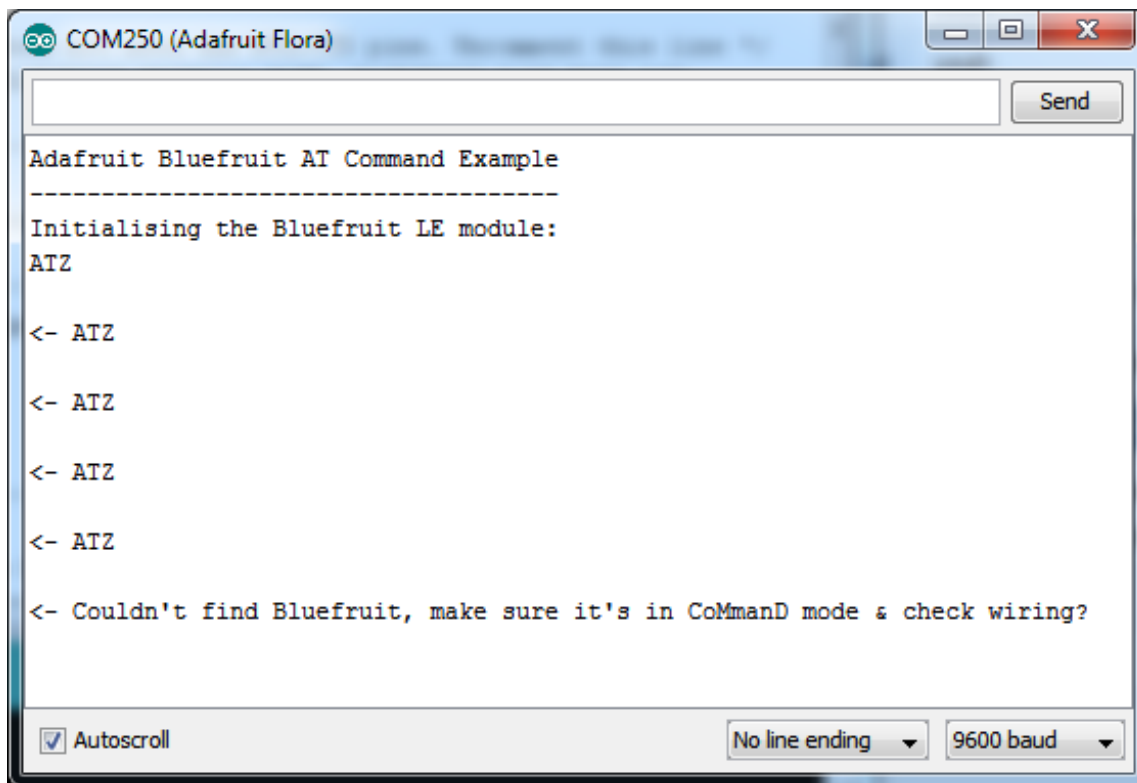 COM250 (Adafruit Flora)
Send
Adafruit Bluefruit AT Command Example
-------------------------------------
Initialising the Bluefruit LE module:
ATZ
<- ATZ
<- ATZ
<- ATZ
<- ATZ
<- Couldn't find Bluefruit, make sure it's in CoMmanD mode & check wiring?
Autoscroll
No line ending
9600 baud